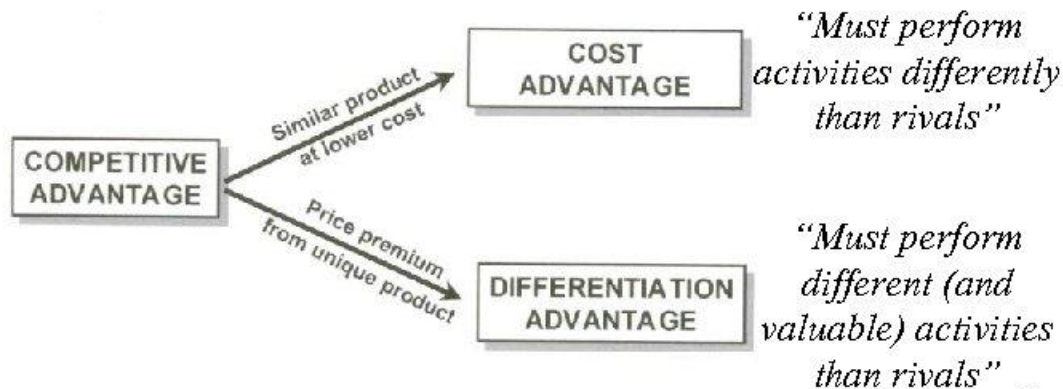 COST
ADVANTAGE
“Must perform
activities differently
than rivals”
Similar product
at lower cost
COMPETITIVE
ADVANTAGE
Price premium
from unique product
DIFFERENTIATION
ADVANTAGE
“Must perform
different (and
valuable) activities
than rivals”